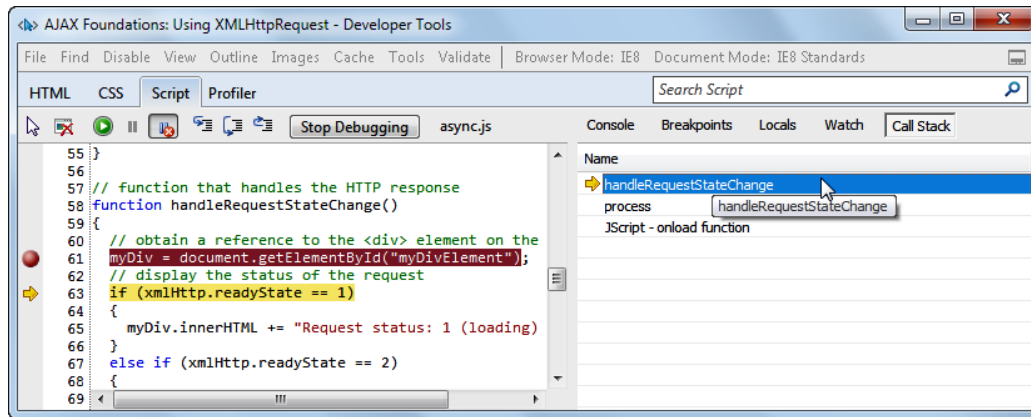 AJAX Foundations: Using XMLHttpRequest - Developer Tools
File Find Disable View Outline Images Cache Tools Validate | Browser Mode: IE8 Document Mode: IE8 Standards
HTML CSS Script Profiler Search Script
Stop Debugging async.js Console Breakpoints Locals Watch Call Stack
Name
handleRequestStateChange
process handleRequestStateChange
JScript - onload function
55 }
56
57 // function that handles the HTTP response
58 function handleRequestStateChange()
59 {
60 // obtain a reference to the <div> element on the
61 myDiv = document.getElementById("myDivElement");
62 // display the status of the request
63 if (xmlHttp.readyState == 1)
64 {
65 myDiv.innerHTML += "Request status: 1 (loading)
66 }
67 else if (xmlHttp.readyState == 2)
68 {
69